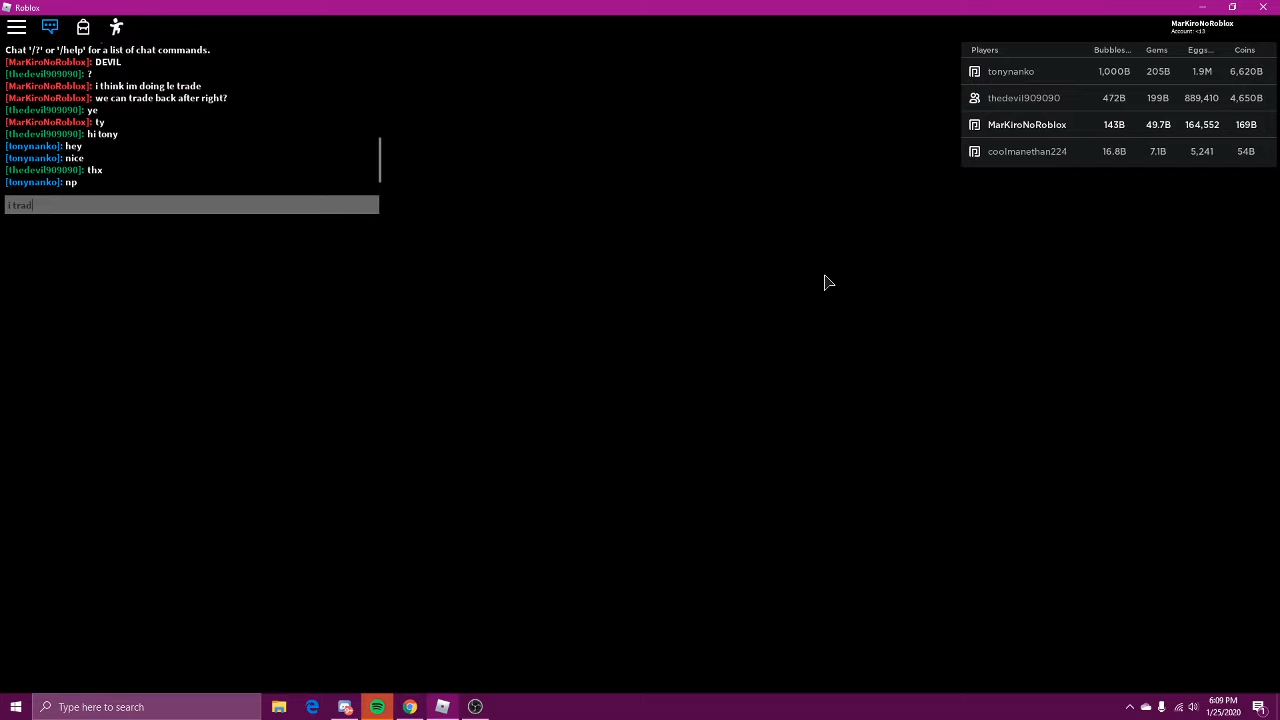 Roblox
MarKiroNoRoblox
Account: <13
Chat '/?' or '/help' for a list of chat commands.
[MarKiroNoRoblox]: DEVIL
[thedevil909090]: ?
[MarKiroNoRoblox]: i think im doing le trade
[MarKiroNoRoblox]: we can trade back after right?
[thedevil909090]: ye
[MarKiroNoRoblox]: ty
[thedevil909090]: hi tony
[tonynanko]: hey
[tonynanko]: nice
[thedevil909090]: thx
[tonynanko]: np
i trad
Players Bubbles... Gems Eggs... Coins
tonynanko 1,000B 205B 1.9M 6,620B
thedevil909090 472B 199B 889,410 4,650B
MarKiroNoRoblox 143B 49.7B 164,552 169B
coolmanethan224 16.8B 7.1B 5,241 54B
Type here to search
6:09 PM
1/25/2020